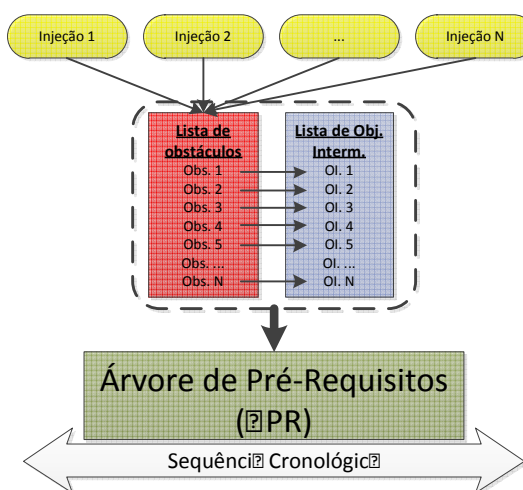 Injeção 1
Injeção 2
...
Injeção N
Lista de
obstáculos
Obs. 1
Obs. 2
Obs. 3
Obs. 4
Obs. 5
Obs. ...
Obs. N
Lista de Obj.
Interm.
OI. 1
OI. 2
OI. 3
OI. 4
OI. 5
OI. ...
OI. N
Árvore de Pré-Requisitos
(⍰PR)
Sequênci⍰ Cronológic⍰